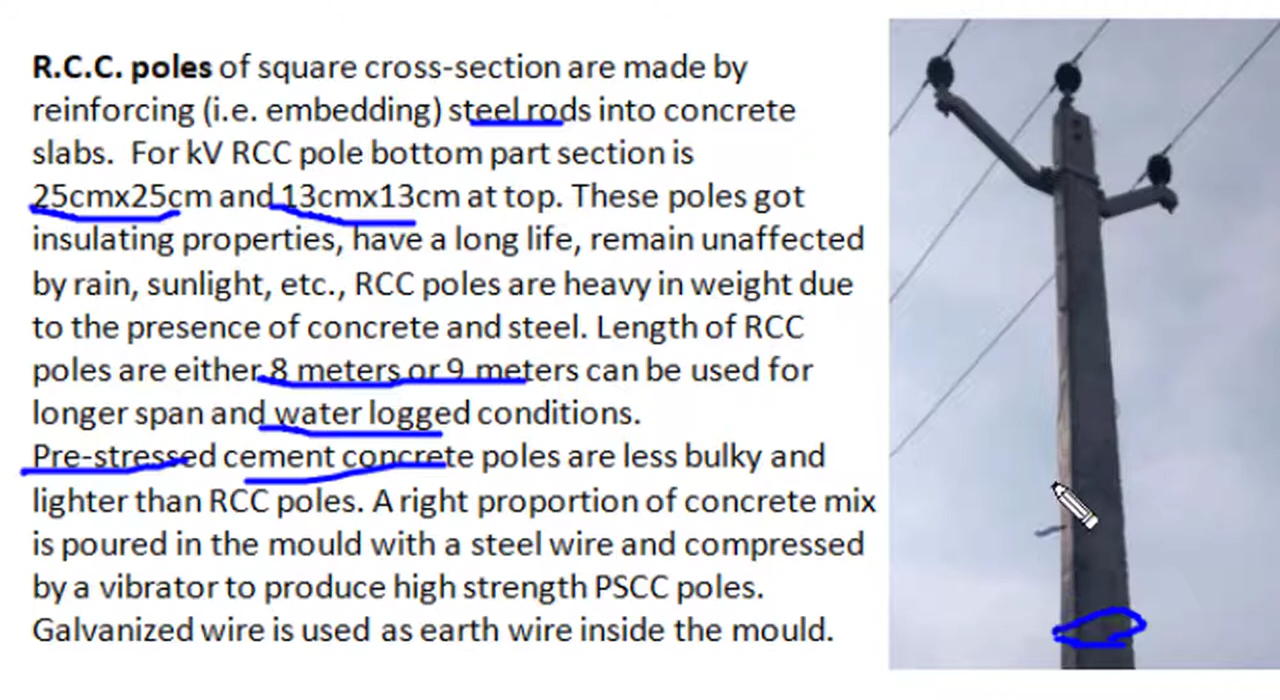 R.C.C. poles of square cross-section are made by
reinforcing (i.e. embedding) steel rods into concrete
slabs.  For kV RCC pole bottom part section is
25cmx25cm and 13cmx13cm at top. These poles got
insulating properties, have a long life, remain unaffected
by rain, sunlight, etc., RCC poles are heavy in weight due
to the presence of concrete and steel. Length of RCC
poles are either 8 meters or 9 meters can be used for
longer span and water logged conditions.
Pre-stressed cement concrete poles are less bulky and
lighter than RCC poles. A right proportion of concrete mix
is poured in the mould with a steel wire and compressed
by a vibrator to produce high strength PSCC poles.
Galvanized wire is used as earth wire inside the mould.